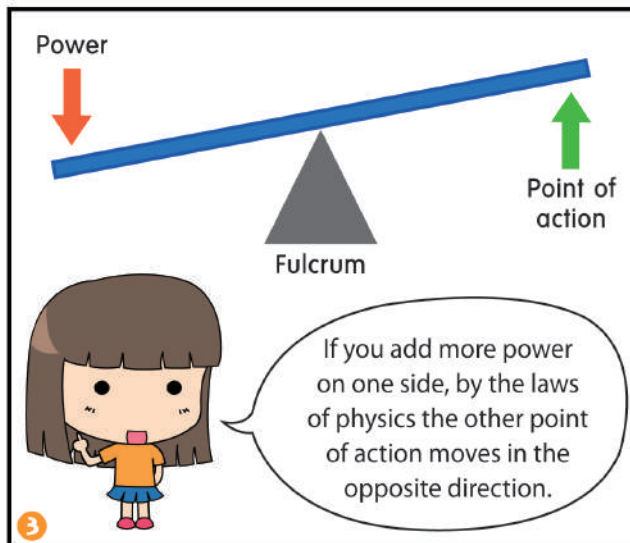 Power
Point of
action
Fulcrum
If you add more power
on one side, by the laws
of physics the other point
of action moves in the
opposite direction.
3